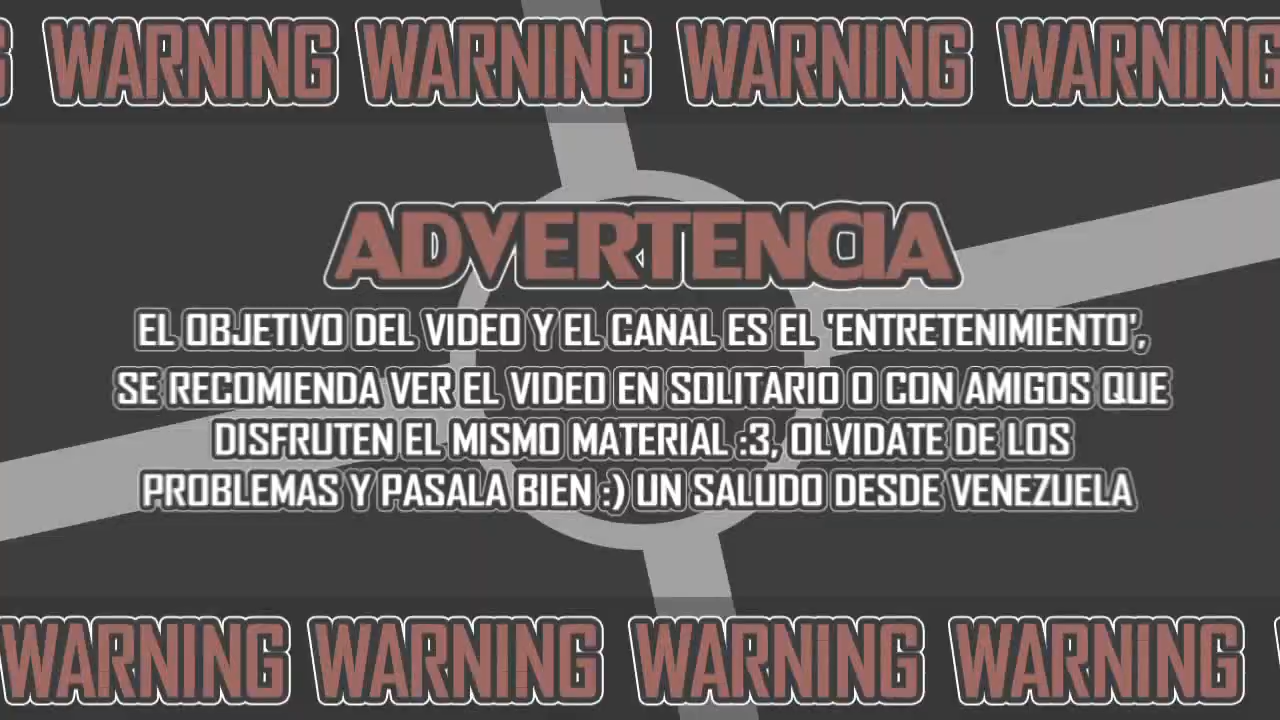 WARNING WARNING WARNING WARNING
ADVERTENCIA
EL OBJETIVO DEL VIDEO Y EL CANAL ES EL 'ENTRETENIMIENTO',
SE RECOMIENDA VER EL VIDEO EN SOLITARIO O CON AMIGOS QUE
DISFRUTEN EL MISMO MATERIAL :3, OLVIDATE DE LOS
PROBLEMAS Y PASALA BIEN :) UN SALUDO DESDE VENEZUELA
WARNING WARNING WARNING WARNING